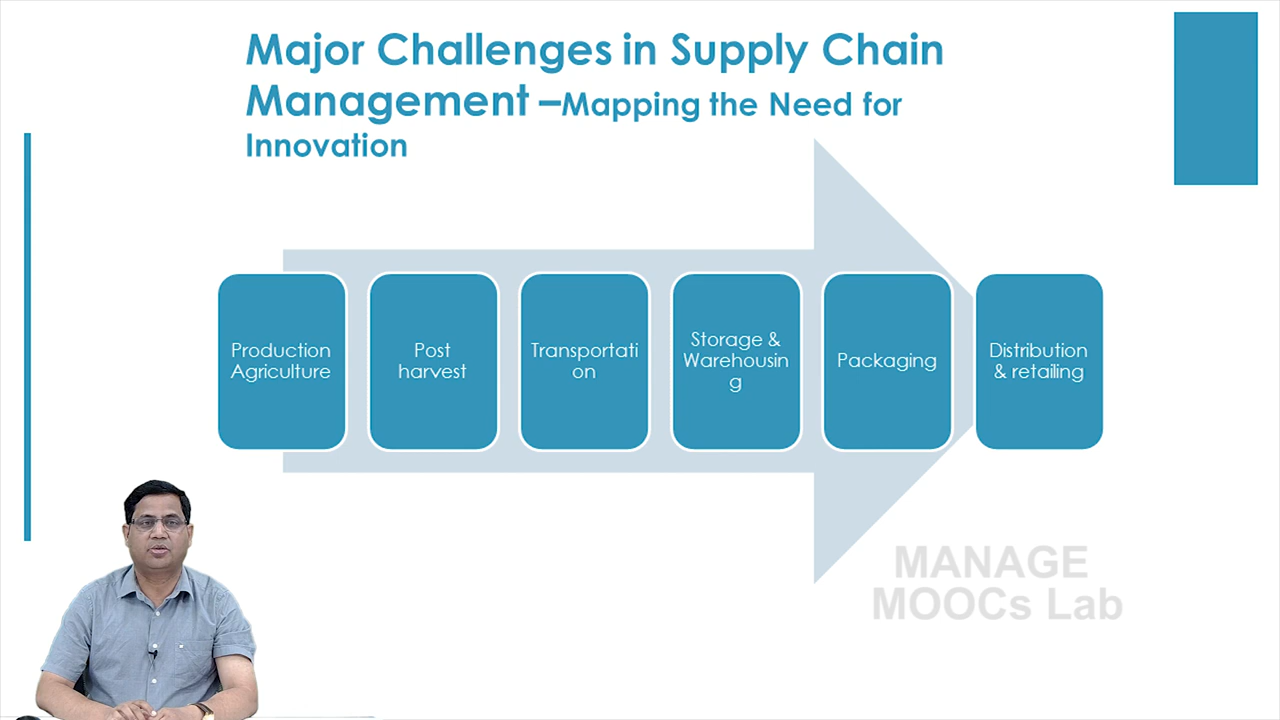 Major Challenges in Supply Chain
Management –Mapping the Need for
Innovation
Production
Agriculture
Post
harvest
Transportati
on
Storage &
Warehousin
g
Packaging
Distribution
& retailing
MANAGE
MOOCs Lab